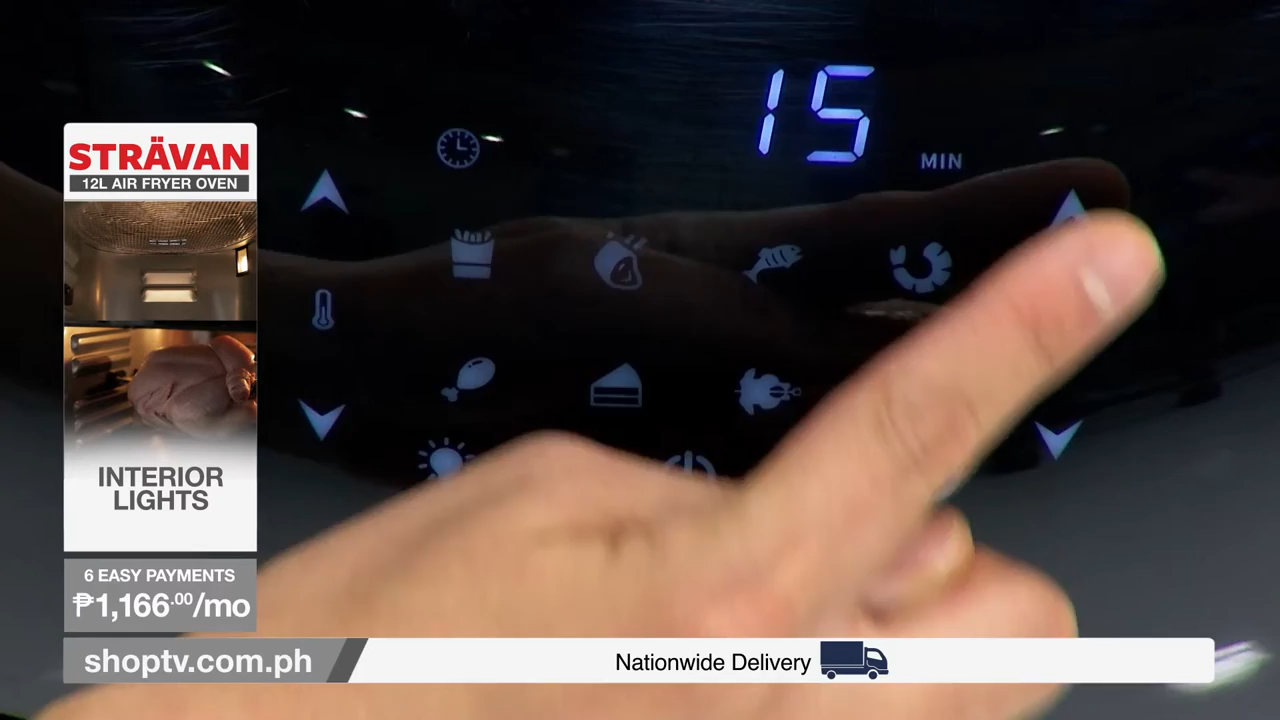 15
MIN
STRÄVAN
12L AIR FRYER OVEN
INTERIOR
LIGHTS
6 EASY PAYMENTS
₱1,166.00/mo
shoptv.com.ph
Nationwide Delivery